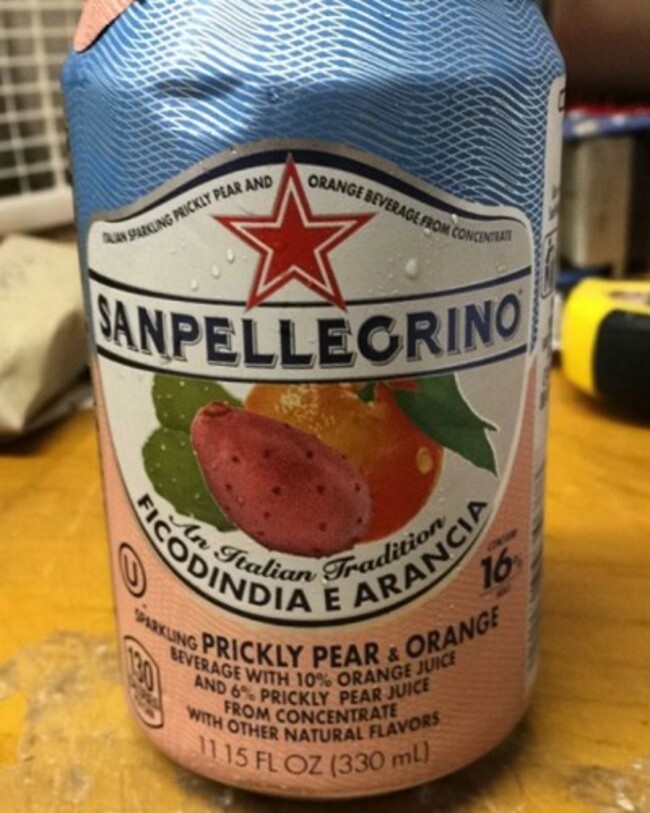 ITALIAN SPARKLING PRICKLY PEAR AND ORANGE BEVERAGE FROM CONCENTRATE
SANPELLEGRINO
An Italian Tradition
FICODINDIA E ARANCIA
U
16%
SPARKLING PRICKLY PEAR & ORANGE
BEVERAGE WITH 10% ORANGE JUICE
AND 6% PRICKLY PEAR JUICE
FROM CONCENTRATE
WITH OTHER NATURAL FLAVORS
130
11.15 FL OZ (330 mL)